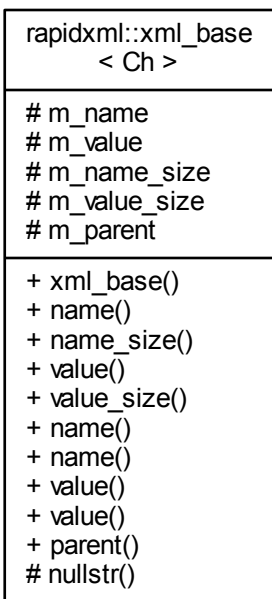 rapidxml::xml_base
< Ch >
# m_name
# m_value
# m_name_size
# m_value_size
# m_parent
+ xml_base()
+ name()
+ name_size()
+ value()
+ value_size()
+ name()
+ name()
+ value()
+ value()
+ parent()
# nullstr()